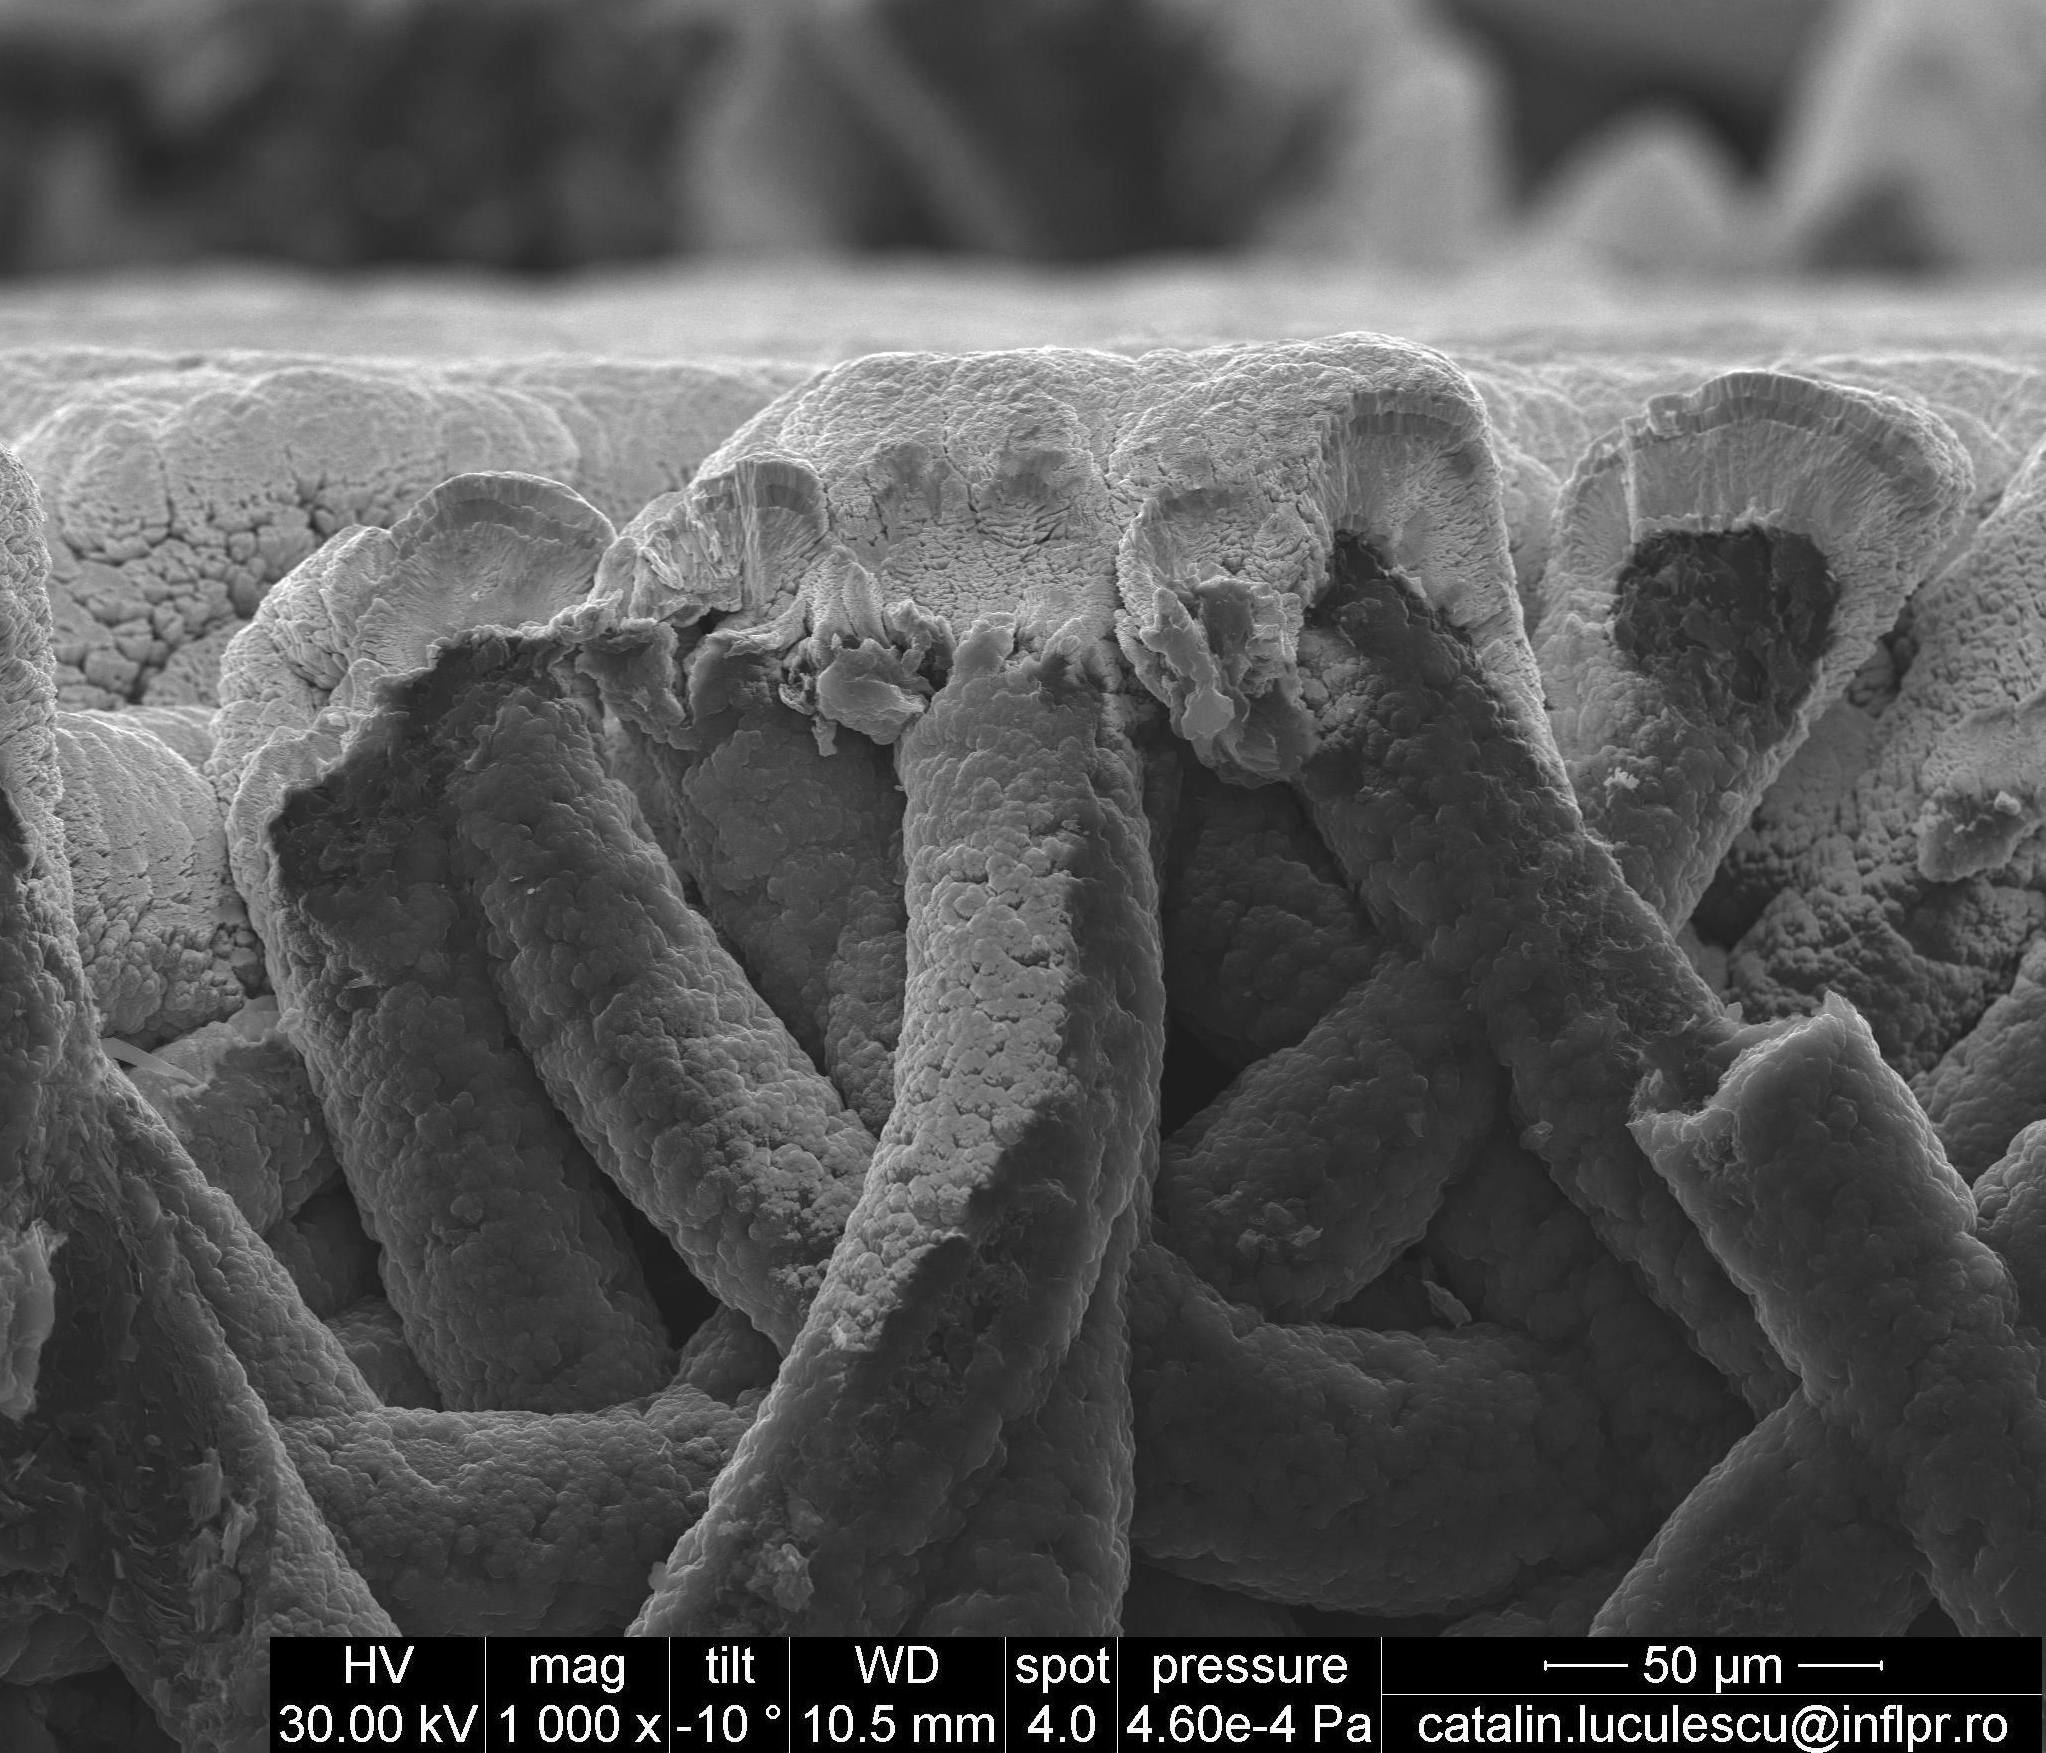 HV mag tilt WD spot pressure 50 µm
30.00 kV 1 000 x -10 ° 10.5 mm 4.0 4.60e-4 Pa catalin.luculescu@inflpr.ro